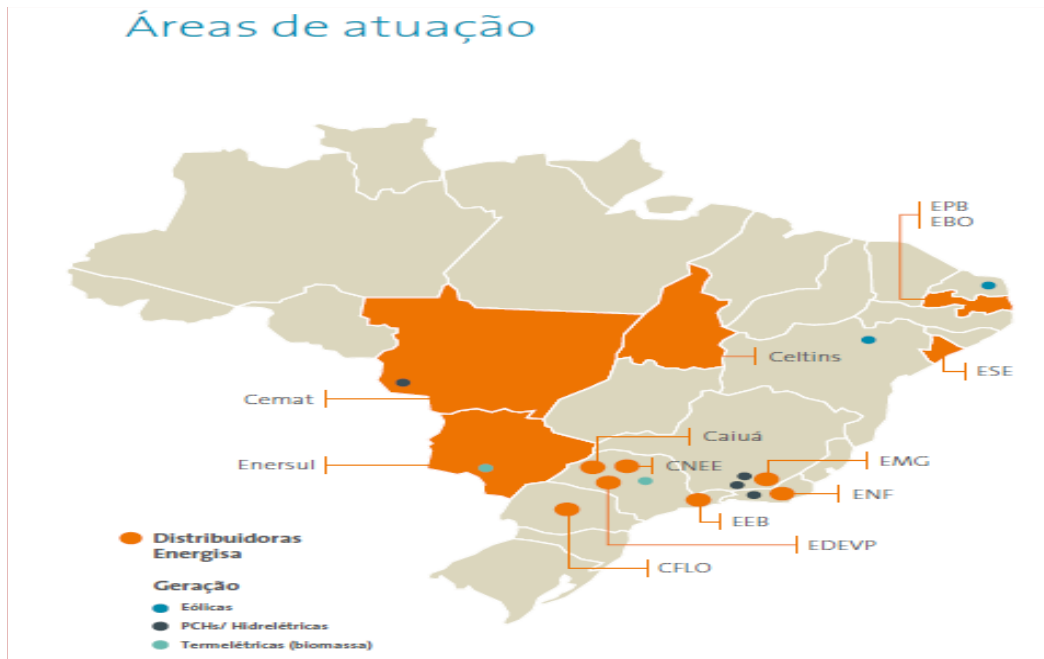 Áreas de atuação
EPB
EBO
Celtins
ESE
Cemat
Caiuá
Enersul
CNEE
EMG
ENF
EEB
EDEVP
CFLO
Distribuidoras
Energisa
Geração
Eólicas
PCHs/ Hidrelétricas
Termelétricas (biomassa)